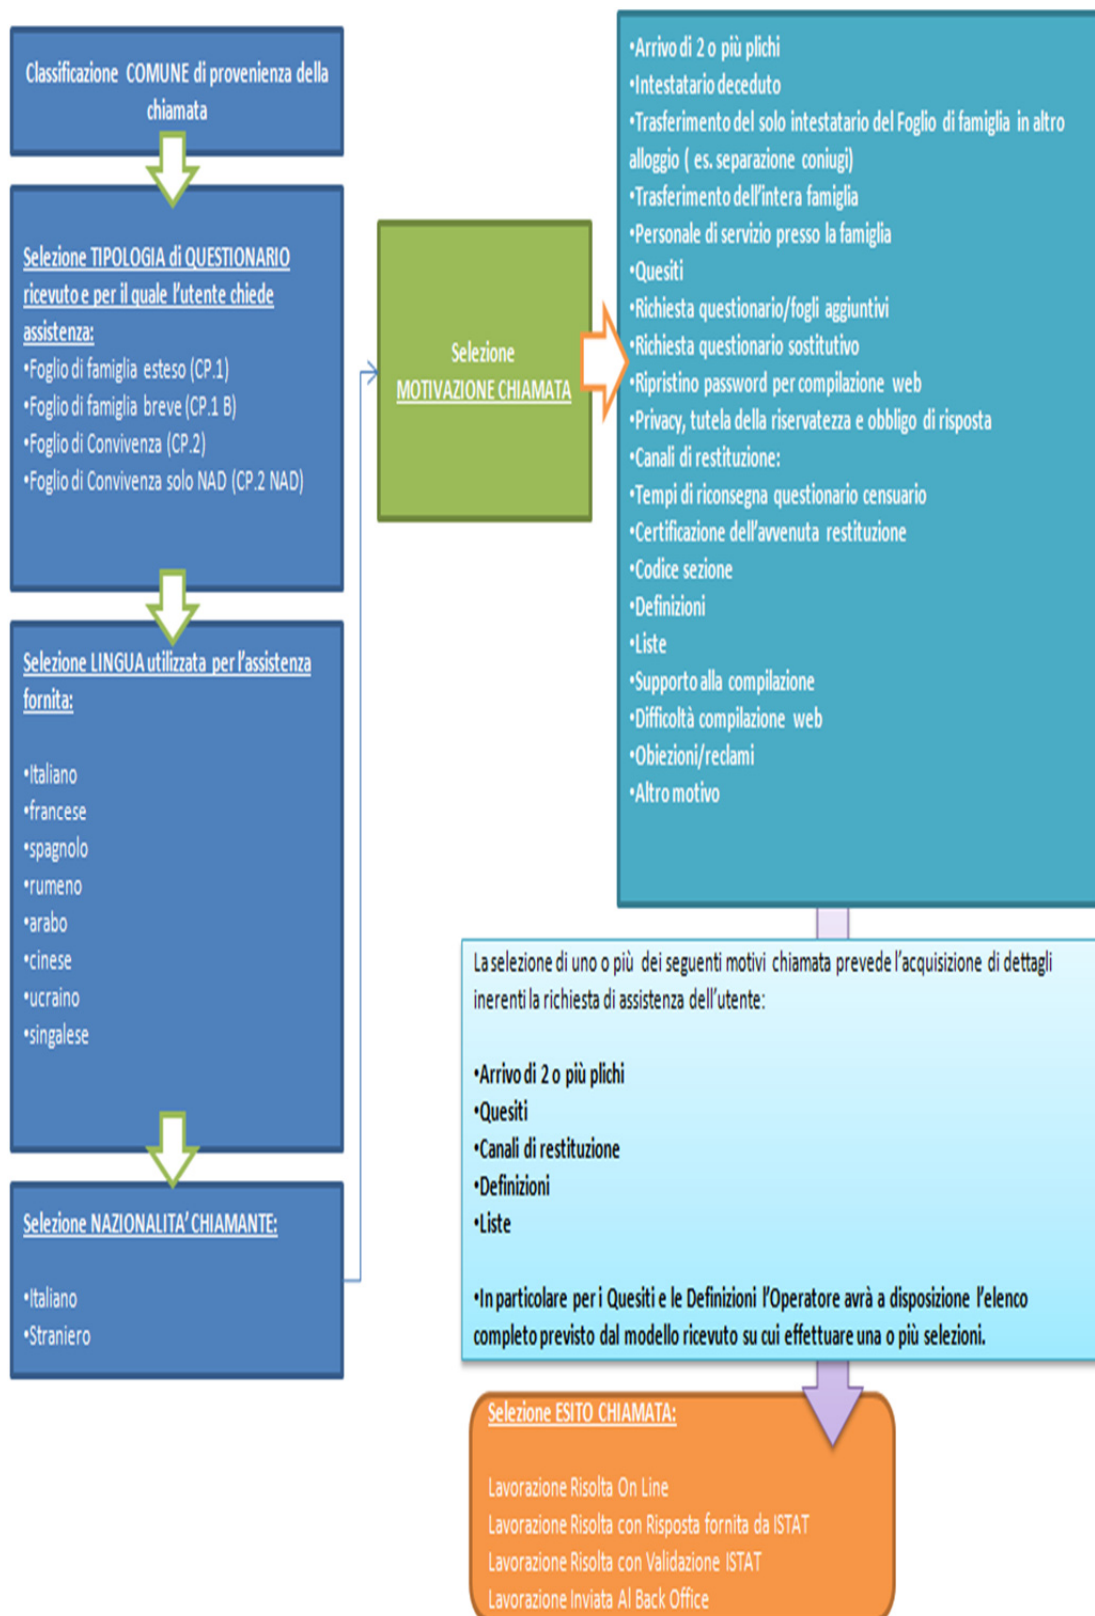 Classificazione COMUNE di provenienza della
chiamata
Selezione TIPOLOGIA di QUESTIONARIO
ricevuto e per il quale l'utente chiede
assistenza:
•Foglio di famiglia esteso (CP.1)
•Foglio di famiglia breve (CP.1 B)
•Foglio di Convivenza (CP.2)
•Foglio di Convivenza solo NAD (CP.2 NAD)
Selezione LINGUA utilizzata per l'assistenza
fornita:
•Italiano
•francese
•spagnolo
•rumeno
•arabo
•cinese
•ucraino
•singalese
Selezione NAZIONALITA' CHIAMANTE:
•Italiano
•Straniero
Selezione
MOTIVAZIONE CHIAMATA
•Arrivo di 2 o più plichi
•Intestatario deceduto
•Trasferimento del solo intestatario del Foglio di famiglia in altro
alloggio ( es. separazione coniugi)
•Trasferimento dell'intera famiglia
•Personale di servizio presso la famiglia
•Quesiti
•Richiesta questionario/fogli aggiuntivi
•Richiesta questionario sostitutivo
•Ripristino password per compilazione web
•Privacy, tutela della riservatezza e obbligo di risposta
•Canali di restituzione:
•Tempi di riconsegna questionario censuario
•Certificazione dell'avvenuta restituzione
•Codice sezione
•Definizioni
•Liste
•Supporto alla compilazione
•Difficoltà compilazione web
•Obiezioni/reclami
•Altro motivo
La selezione di uno o più dei seguenti motivi chiamata prevede l'acquisizione di dettagli
inerenti la richiesta di assistenza dell'utente:
•Arrivo di 2 o più plichi
•Quesiti
•Canali di restituzione
•Definizioni
•Liste
•In particolare per i Quesiti e le Definizioni l'Operatore avrà a disposizione l'elenco
completo previsto dal modello ricevuto su cui effettuare una o più selezioni.
Selezione ESITO CHIAMATA:
Lavorazione Risolta On Line
Lavorazione Risolta con Risposta fornita da ISTAT
Lavorazione Risolta con Validazione ISTAT
Lavorazione Inviata Al Back Office